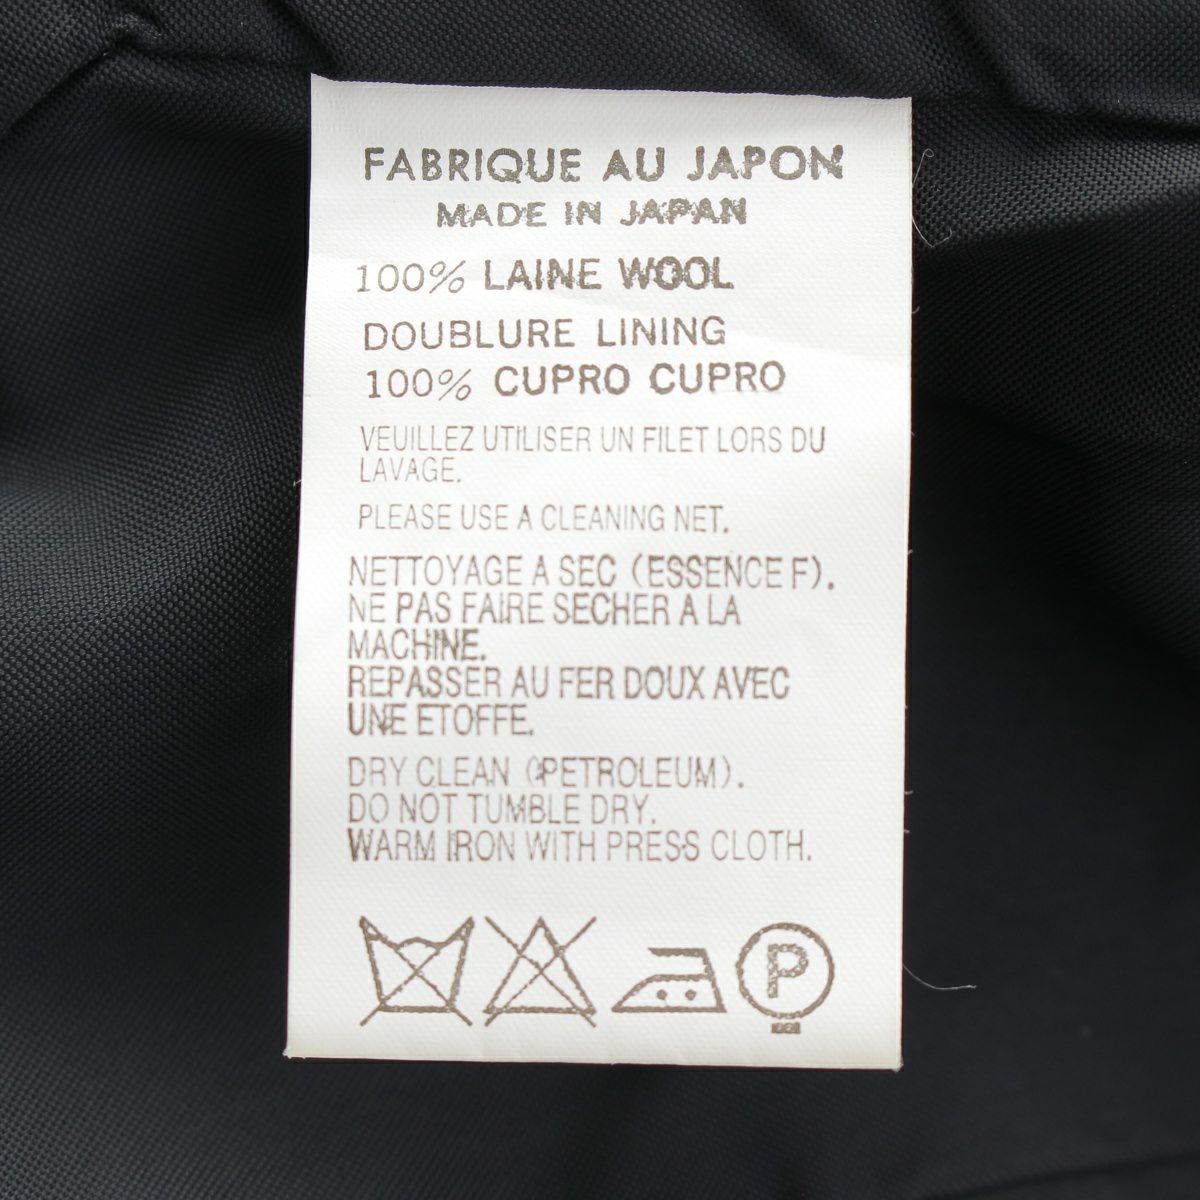 FABRIQUE AU JAPON
MADE IN JAPAN
100% LAINE WOOL
DOUBLURE LINING
100% CUPRO CUPRO
VEUILLEZ UTILISER UN FILET LORS DU
LAVAGE.
PLEASE USE A CLEANING NET.
NETTOYAGE A SEC (ESSENCE F).
NE PAS FAIRE SECHER A LA
MACHINE.
REPASSER AU FER DOUX AVEC
UNE ETOFFE.
DRY CLEAN (PETROLEUM).
DO NOT TUMBLE DRY.
WARM IRON WITH PRESS CLOTH.
P